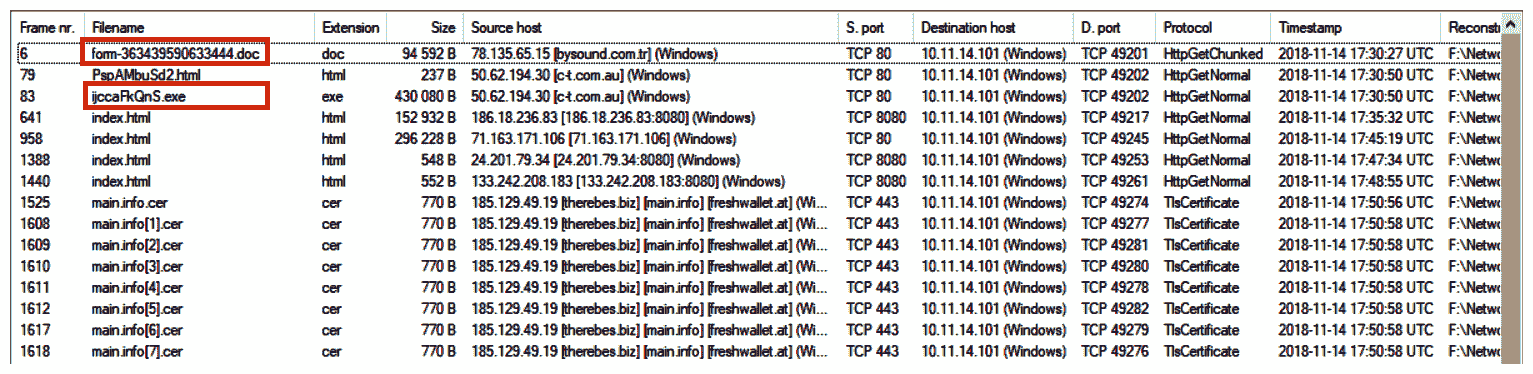 Frame nr. Filename Extension Size Source host S. port Destination host D. port Protocol Timestamp Reconstr
6 form-363439590633444.doc doc 94 592 B 78.135.65.15 [bysound.com.tr] (Windows) TCP 80 10.11.14.101 (Windows) TCP 49201 HttpGetChunked 2018-11-14 17:30:27 UTC F:\Netwo
79 PspAMbuSd2.html html 237 B 50.62.194.30 [c-t.com.au] (Windows) TCP 80 10.11.14.101 (Windows) TCP 49202 HttpGetNormal 2018-11-14 17:30:50 UTC F:\Netwo
83 ijccaFkQnS.exe exe 430 080 B 50.62.194.30 [c-t.com.au] (Windows) TCP 80 10.11.14.101 (Windows) TCP 49202 HttpGetNormal 2018-11-14 17:30:50 UTC F:\Netwo
641 index.html html 152 932 B 186.18.236.83 [186.18.236.83:8080] (Windows) TCP 8080 10.11.14.101 (Windows) TCP 49217 HttpGetNormal 2018-11-14 17:35:32 UTC F:\Netwo
958 index.html html 296 228 B 71.163.171.106 [71.163.171.106] (Windows) TCP 80 10.11.14.101 (Windows) TCP 49245 HttpGetNormal 2018-11-14 17:45:19 UTC F:\Netwo
1388 index.html html 548 B 24.201.79.34 [24.201.79.34:8080] (Windows) TCP 8080 10.11.14.101 (Windows) TCP 49253 HttpGetNormal 2018-11-14 17:47:34 UTC F:\Netwo
1440 index.html html 552 B 133.242.208.183 [133.242.208.183:8080] (Windows) TCP 8080 10.11.14.101 (Windows) TCP 49261 HttpGetNormal 2018-11-14 17:48:55 UTC F:\Netwo
1525 main.info.cer cer 770 B 185.129.49.19 [therebes.biz] [main.info] [freshwallet.at] (Wi... TCP 443 10.11.14.101 (Windows) TCP 49274 TlsCertificate 2018-11-14 17:50:56 UTC F:\Netwo
1608 main.info[1].cer cer 770 B 185.129.49.19 [therebes.biz] [main.info] [freshwallet.at] (Wi... TCP 443 10.11.14.101 (Windows) TCP 49277 TlsCertificate 2018-11-14 17:50:58 UTC F:\Netwo
1609 main.info[2].cer cer 770 B 185.129.49.19 [therebes.biz] [main.info] [freshwallet.at] (Wi... TCP 443 10.11.14.101 (Windows) TCP 49281 TlsCertificate 2018-11-14 17:50:58 UTC F:\Netwo
1610 main.info[3].cer cer 770 B 185.129.49.19 [therebes.biz] [main.info] [freshwallet.at] (Wi... TCP 443 10.11.14.101 (Windows) TCP 49280 TlsCertificate 2018-11-14 17:50:58 UTC F:\Netwo
1611 main.info[4].cer cer 770 B 185.129.49.19 [therebes.biz] [main.info] [freshwallet.at] (Wi... TCP 443 10.11.14.101 (Windows) TCP 49278 TlsCertificate 2018-11-14 17:50:58 UTC F:\Netwo
1612 main.info[5].cer cer 770 B 185.129.49.19 [therebes.biz] [main.info] [freshwallet.at] (Wi... TCP 443 10.11.14.101 (Windows) TCP 49282 TlsCertificate 2018-11-14 17:50:58 UTC F:\Netwo
1617 main.info[6].cer cer 770 B 185.129.49.19 [therebes.biz] [main.info] [freshwallet.at] (Wi... TCP 443 10.11.14.101 (Windows) TCP 49279 TlsCertificate 2018-11-14 17:50:58 UTC F:\Netwo
1618 main.info[7].cer cer 770 B 185.129.49.19 [therebes.biz] [main.info] [freshwallet.at] (Wi... TCP 443 10.11.14.101 (Windows) TCP 49276 TlsCertificate 2018-11-14 17:50:58 UTC F:\Netwo